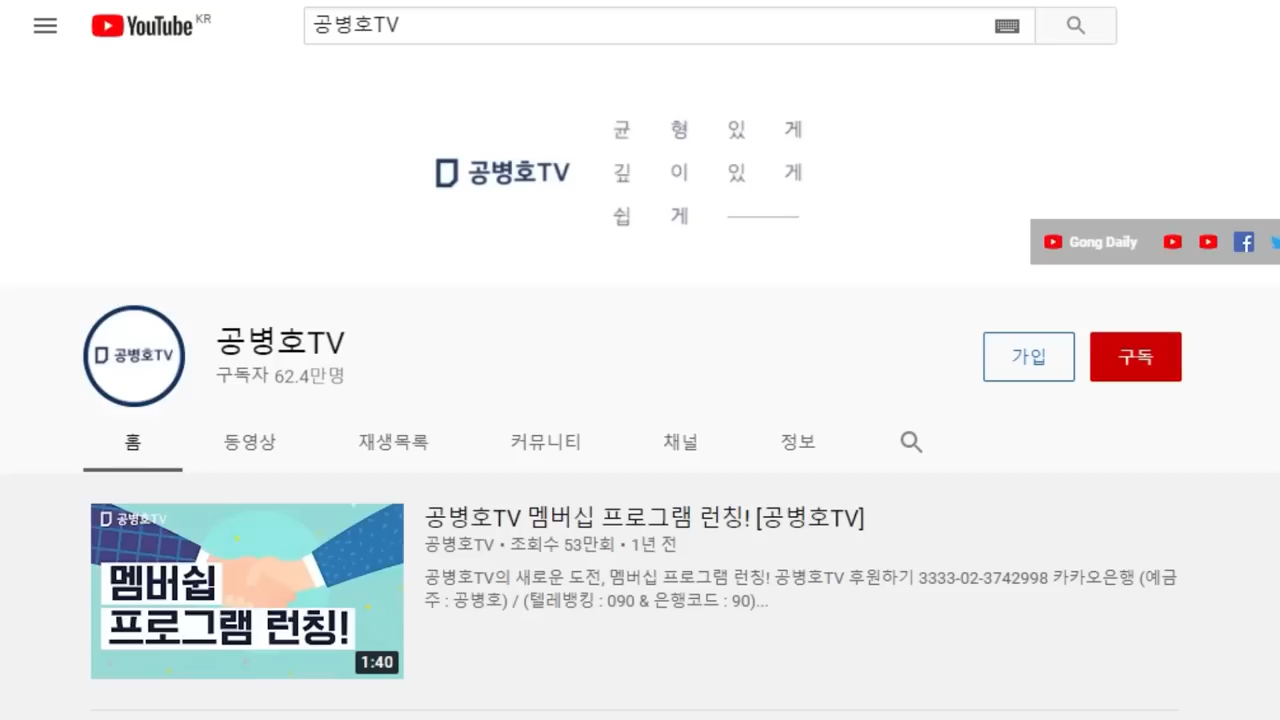 YouTube KR
공병호TV
균 형 있 게
공병호TV
깊 이 있 게
쉽 게
Gong Daily
공병호TV
공병호TV
구독자 62.4만명
가입
구독
홈
동영상
재생목록
커뮤니티
채널
정보
공병호TV
멤버쉽
프로그램 런칭!
1:40
공병호TV 멤버십 프로그램 런칭! [공병호TV]
공병호TV • 조회수 53만회 • 1년 전
공병호TV의 새로운 도전, 멤버십 프로그램 런칭! 공병호TV 후원하기 3333-02-3742998 카카오은행 (예금
주 : 공병호) / (텔레뱅킹 : 090 & 은행코드 : 90)...